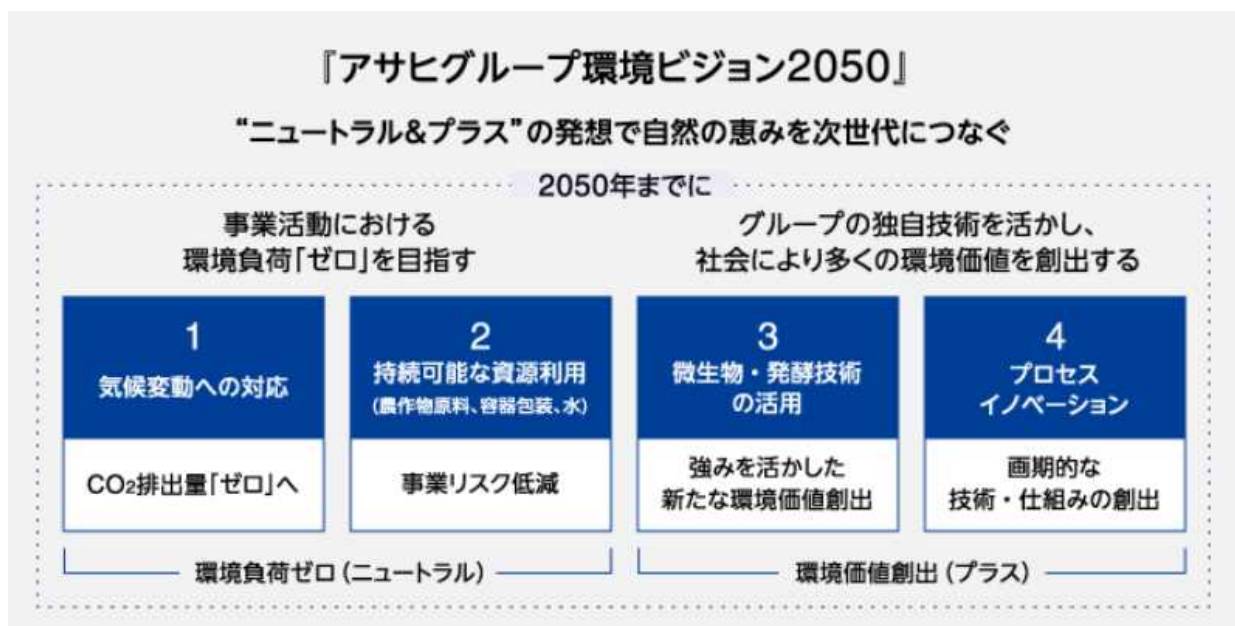 『アサヒグループ環境ビジョン2050』
“ニュートラル&プラス”の発想で自然の恵みを次世代につなぐ
2050年までに
事業活動における
環境負荷「ゼロ」を目指す
グループの独自技術を活かし、
社会により多くの環境価値を創出する
1
気候変動への対応
CO2排出量「ゼロ」へ
2
持続可能な資源利用
(農作物原料、容器包装、水)
事業リスク低減
3
微生物・発酵技術
の活用
強みを活かした
新たな環境価値創出
4
プロセス
イノベーション
画期的な
技術・仕組みの創出
環境負荷ゼロ(ニュートラル)
環境価値創出(プラス)